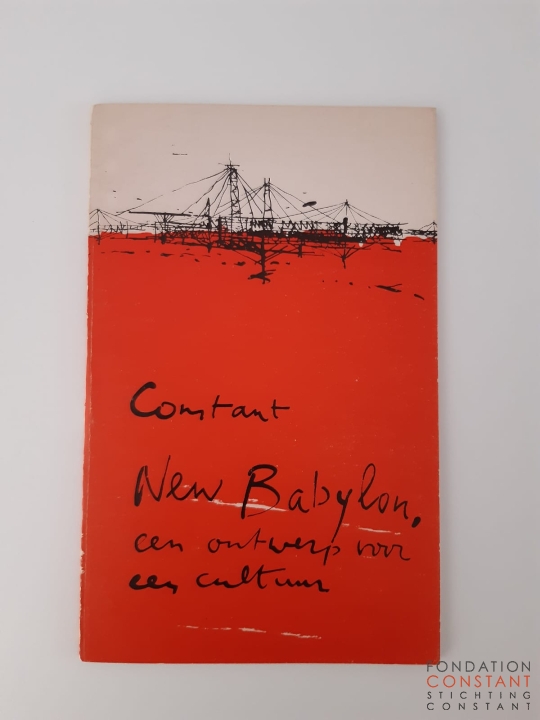 Constant
New Babylon,
een ontwerp voor
een cultuur
FONDATION
CONSTANT
STICHTING
CONSTANT